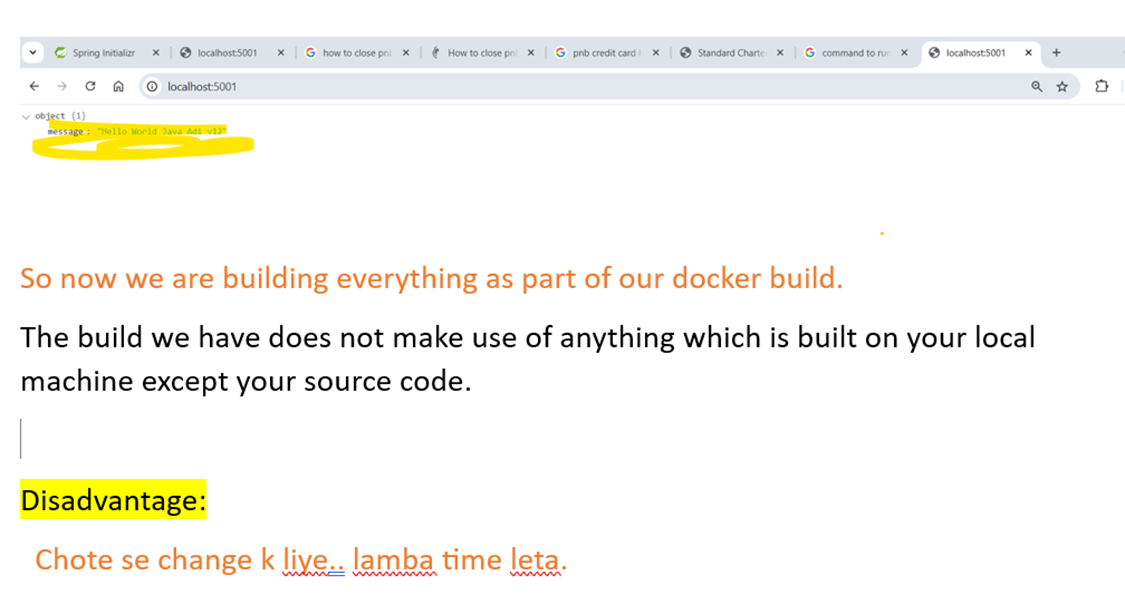 Spring Initializr localhost:5001 how to close pn How to close pn pnb credit card Standard Charte command to run localhost:5001
localhost:5001
object {1}
message : "Hello World Java Adi v12"
So now we are building everything as part of our docker build.
The build we have does not make use of anything which is built on your local
machine except your source code.
Disadvantage:
Chote se change k liye.. lamba time leta.